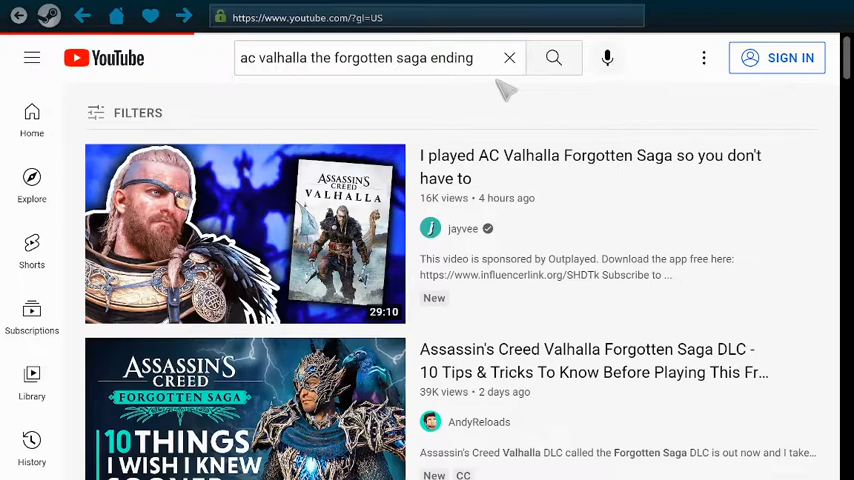 https://www.youtube.com/?gl=US
YouTube
ac valhalla the forgotten saga ending
SIGN IN
Home
Explore
Shorts
Subscriptions
Library
History
FILTERS
ASSASSIN'S
CREED
VALHALLA
29:10
I played AC Valhalla Forgotten Saga so you don't
have to
16K views • 4 hours ago
j
jayvee
This video is sponsored by Outplayed. Download the app free here:
https://www.influencerlink.org/SHDTk Subscribe to ...
New
ASSASSIN'S
CREED
FORGOTTEN SAGA
10 THINGS
I WISH I KNEW
SOONER
Assassin's Creed Valhalla Forgotten Saga DLC -
10 Tips & Tricks To Know Before Playing This Fr...
39K views • 2 days ago
AndyReloads
Assassin's Creed Valhalla DLC called the Forgotten Saga DLC is out now and I take...
New CC